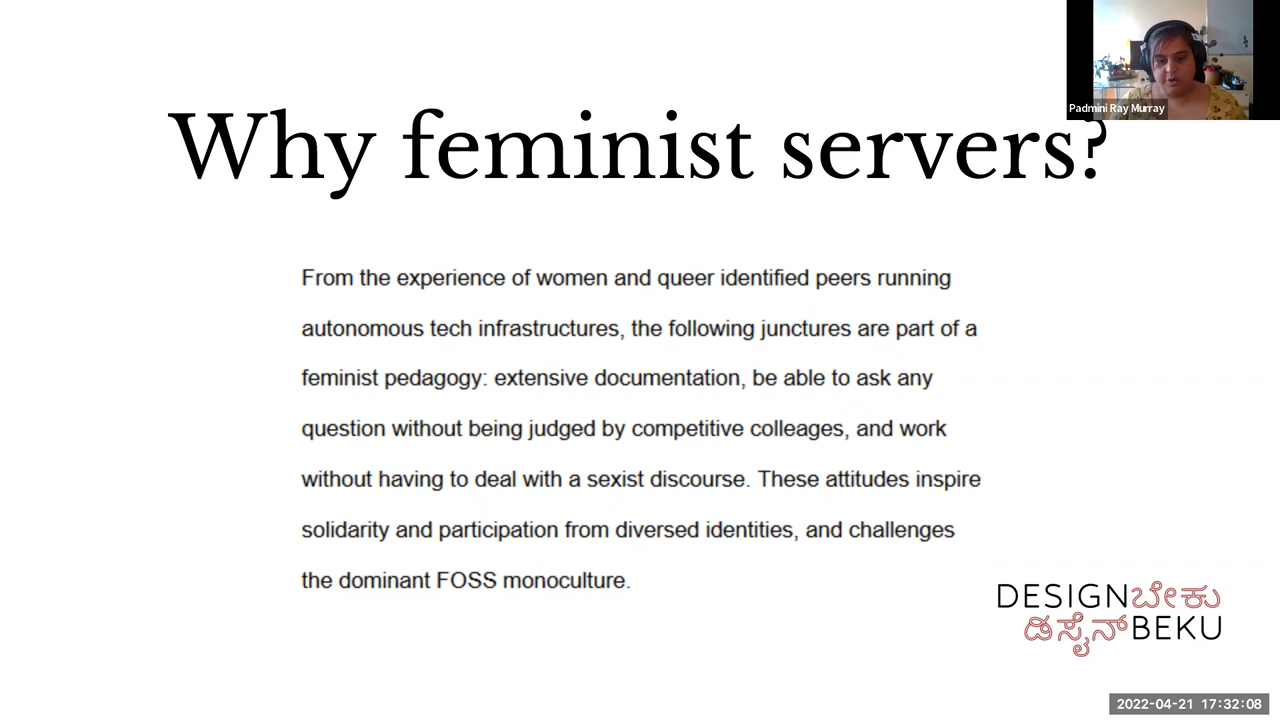 Padmini Ray Murray
Why feminist servers?
From the experience of women and queer identified peers running
autonomous tech infrastructures, the following junctures are part of a
feminist pedagogy: extensive documentation, be able to ask any
question without being judged by competitive colleages, and work
without having to deal with a sexist discourse. These attitudes inspire
solidarity and participation from diversed identities, and challenges
the dominant FOSS monoculture.
DESIGNಬೇಕು
ಡಿಸೈನ್BEKU
2022-04-21 17:32:08